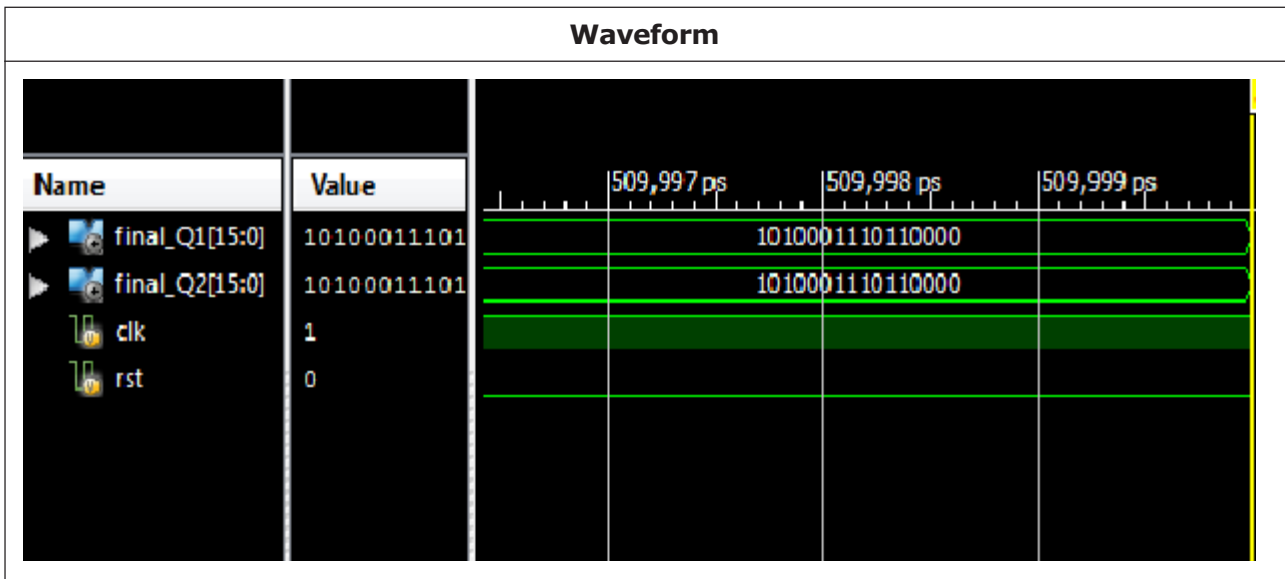 Waveform
Name Value 509,997 ps 509,998 ps 509,999 ps
final_Q1[15:0] 10100011101 1010001110110000
final_Q2[15:0] 10100011101 1010001110110000
clk 1
rst 0